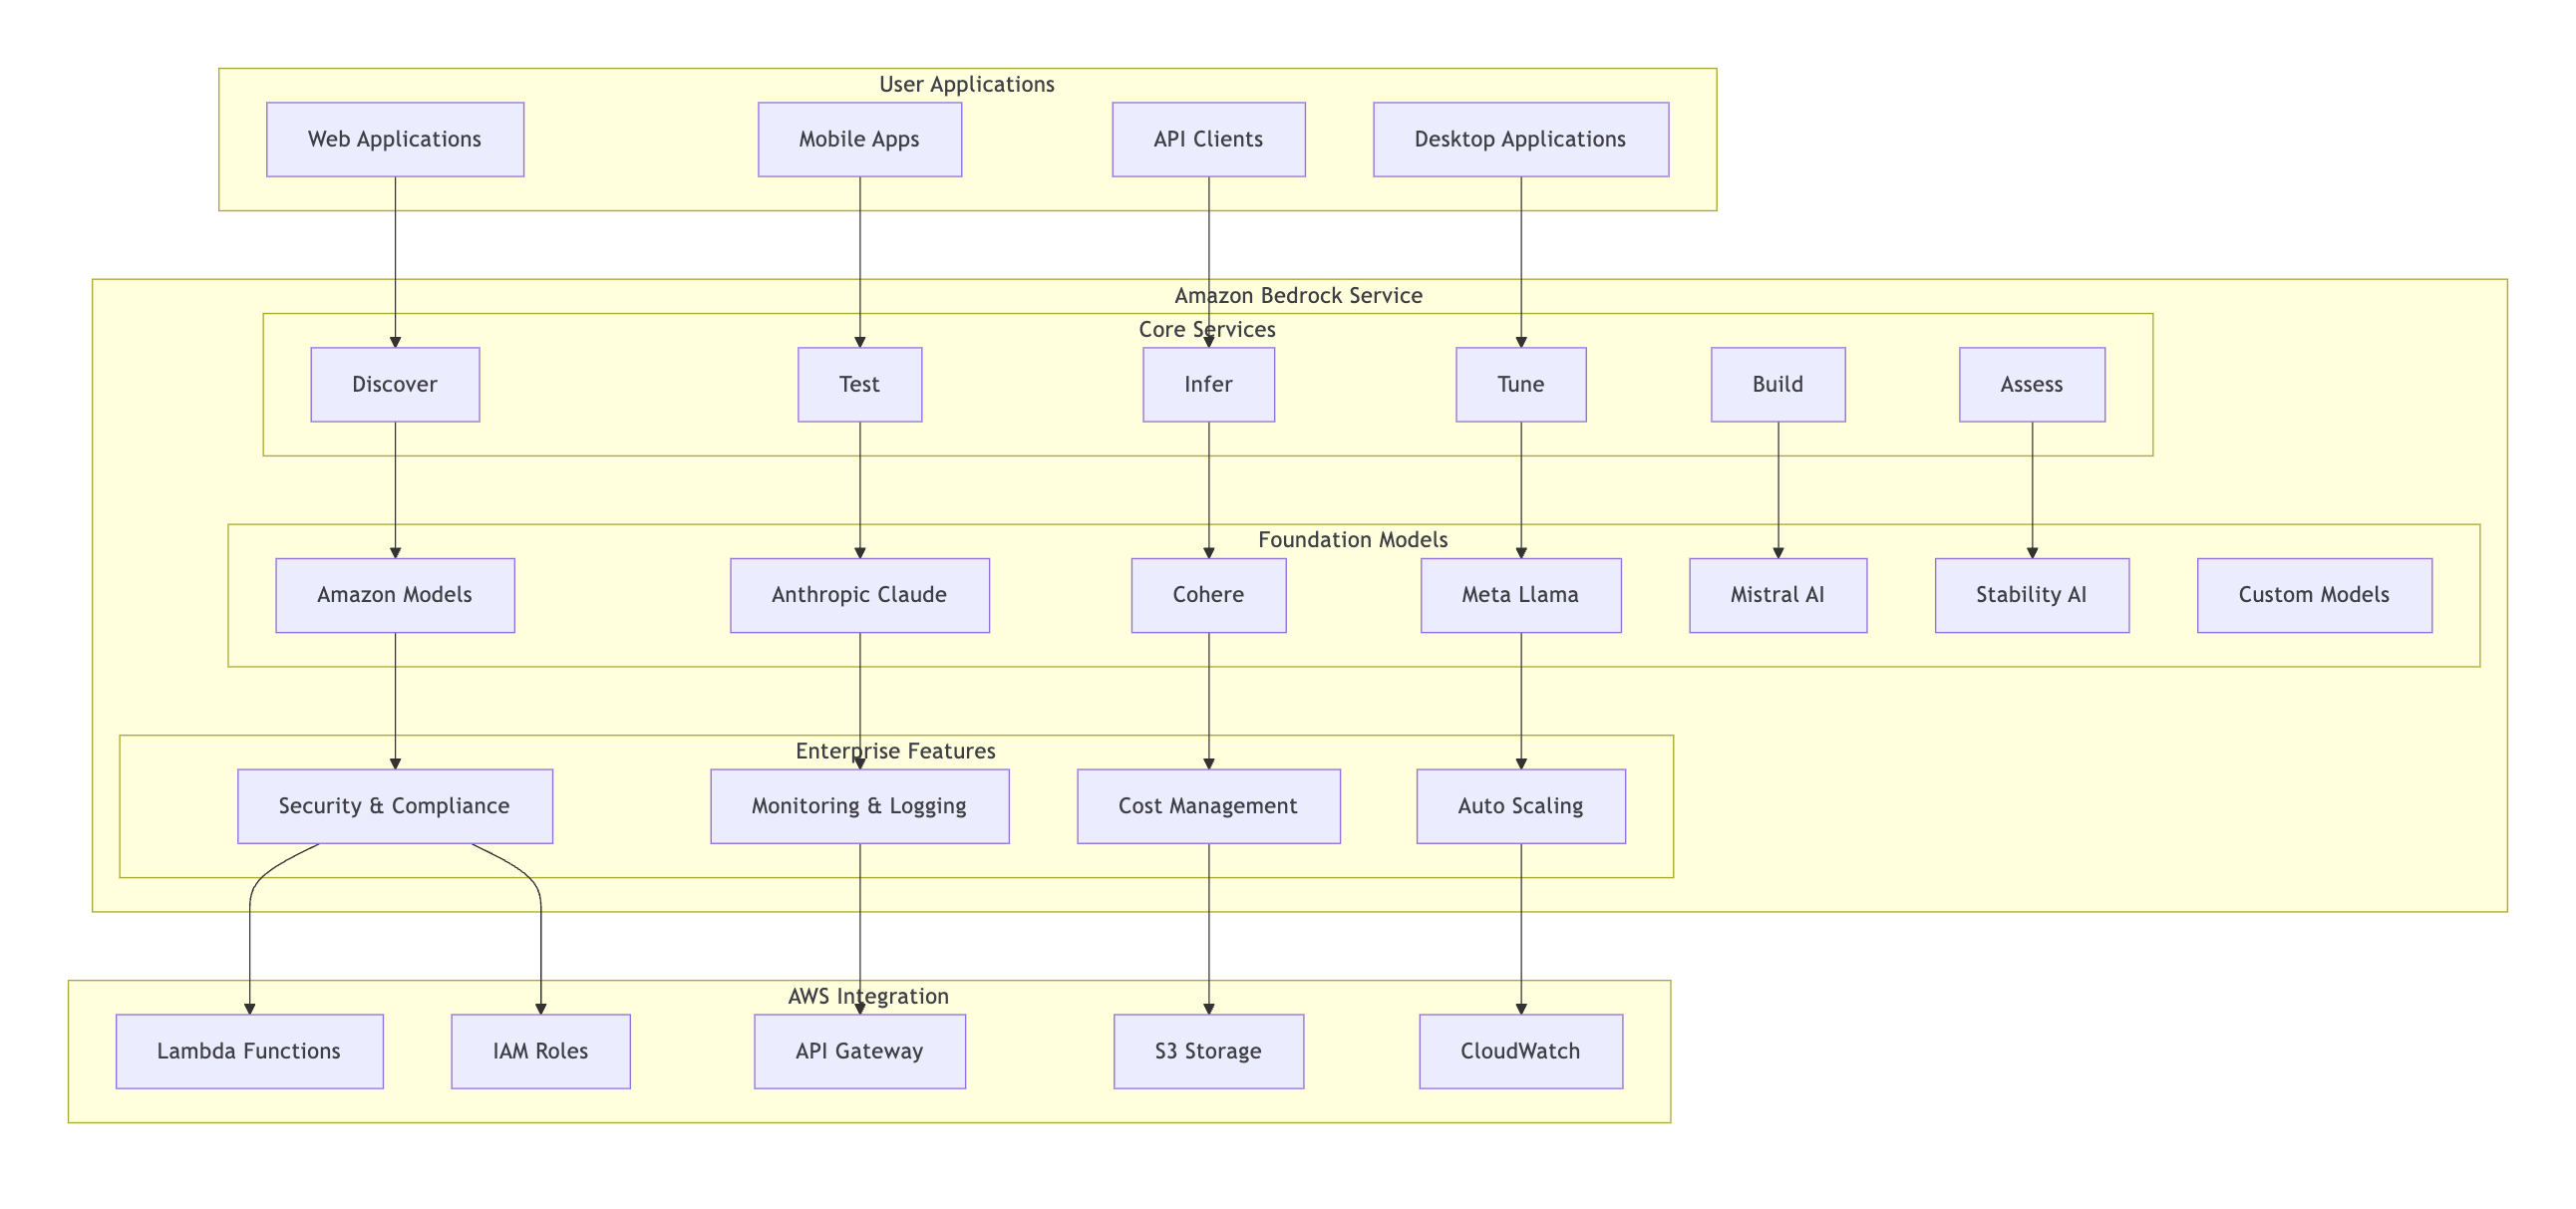 User Applications
Web Applications
Mobile Apps
API Clients
Desktop Applications
Amazon Bedrock Service
Core Services
Discover
Test
Infer
Tune
Build
Assess
Foundation Models
Amazon Models
Anthropic Claude
Cohere
Meta Llama
Mistral AI
Stability AI
Custom Models
Enterprise Features
Security & Compliance
Monitoring & Logging
Cost Management
Auto Scaling
AWS Integration
Lambda Functions
IAM Roles
API Gateway
S3 Storage
CloudWatch